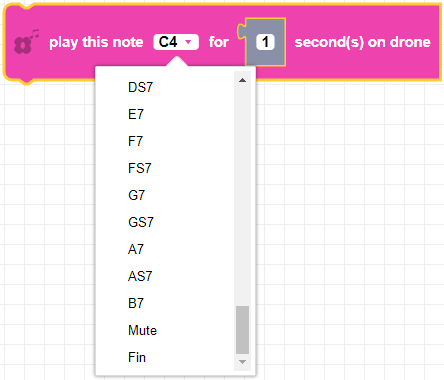 play this note C4 for 1 second(s) on drone
DS7
E7
F7
FS7
G7
GS7
A7
AS7
B7
Mute
Fin